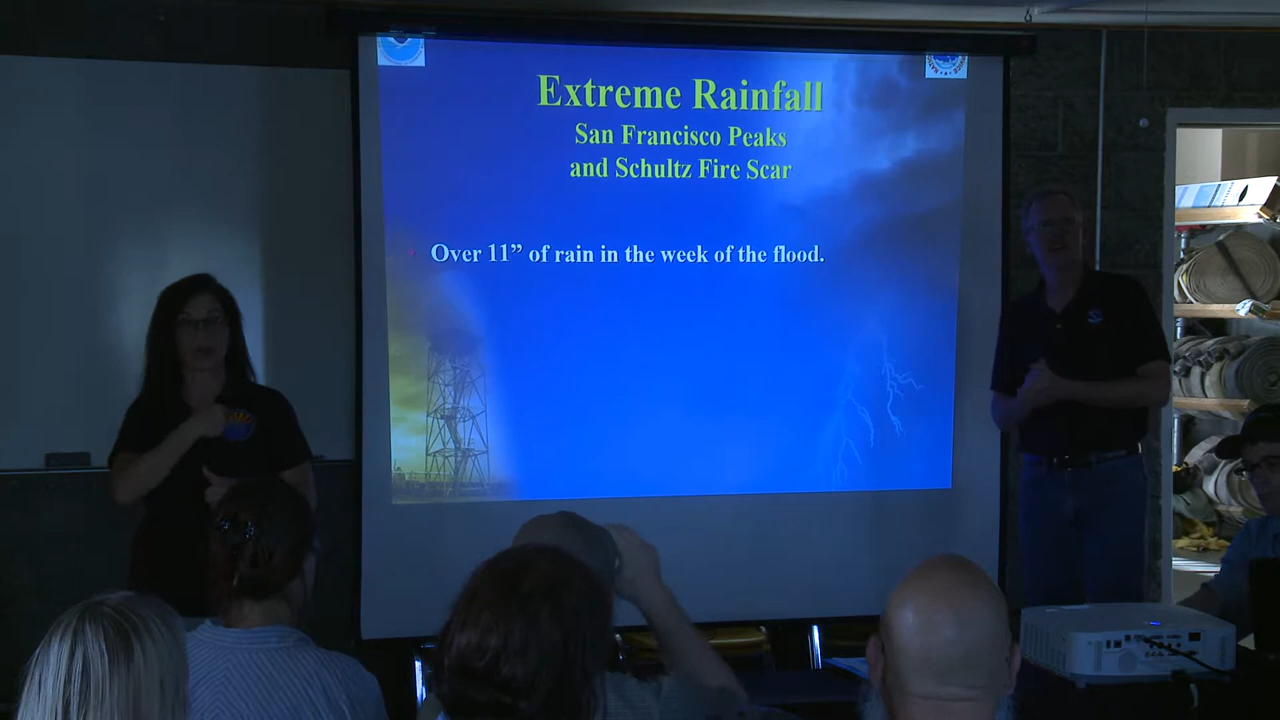 Extreme Rainfall
San Francisco Peaks
and Schultz Fire Scar
Over 11” of rain in the week of the flood.